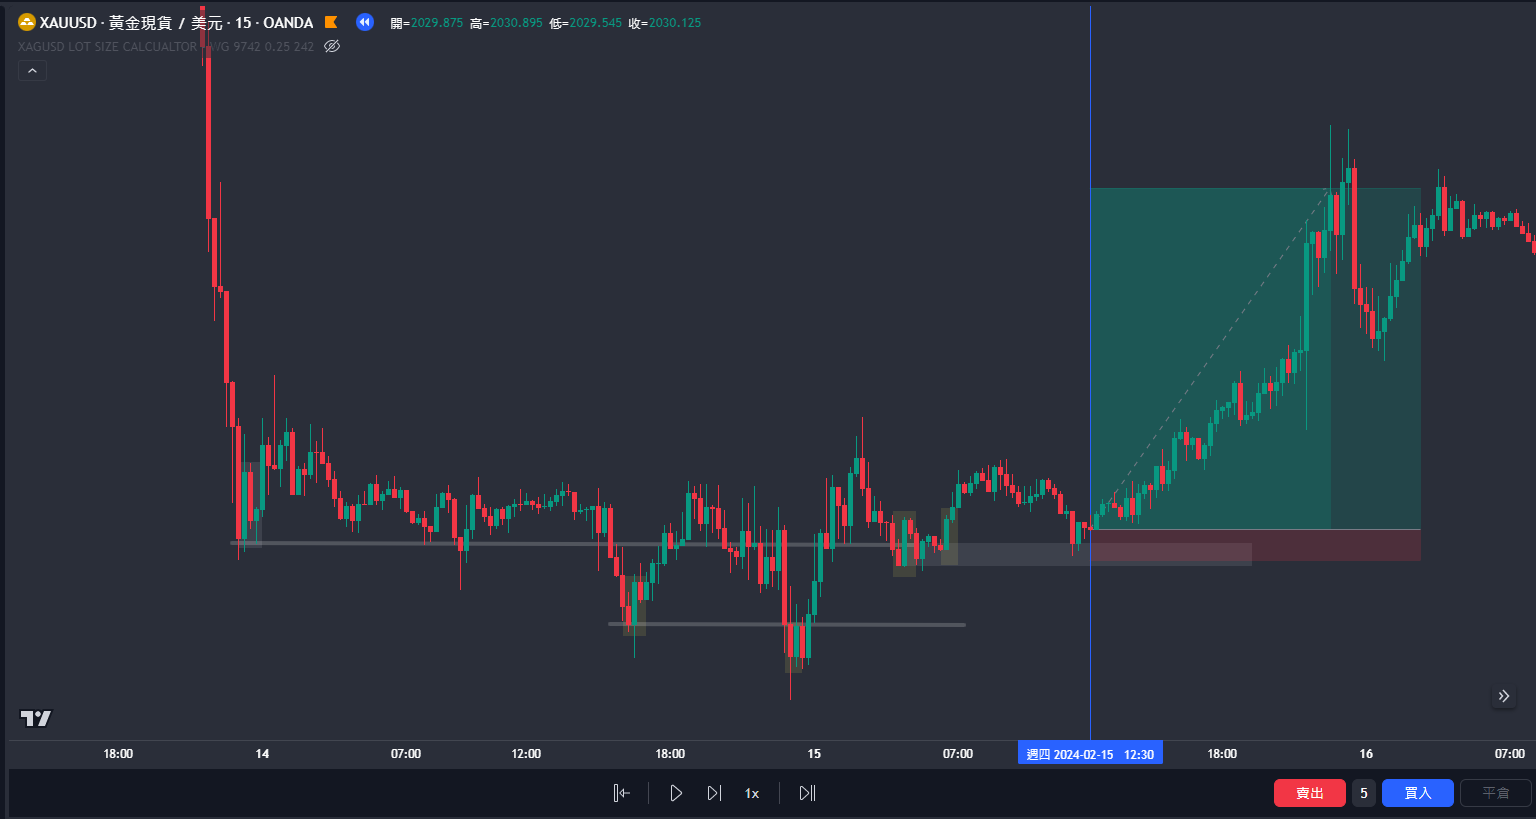 XAUUSD · 黃金現貨 / 美元 · 15 · OANDA 開=2029.875 高=2030.895 低=2029.545 收=2030.125
XAGUSD LOT SIZE CALCUALTOR WG 9742 0.25 242
18:00 14 07:00 12:00 18:00 15 07:00 週四 2024-02-15 12:30 18:00 16 07:00
1x 賣出 5 買入 平倉